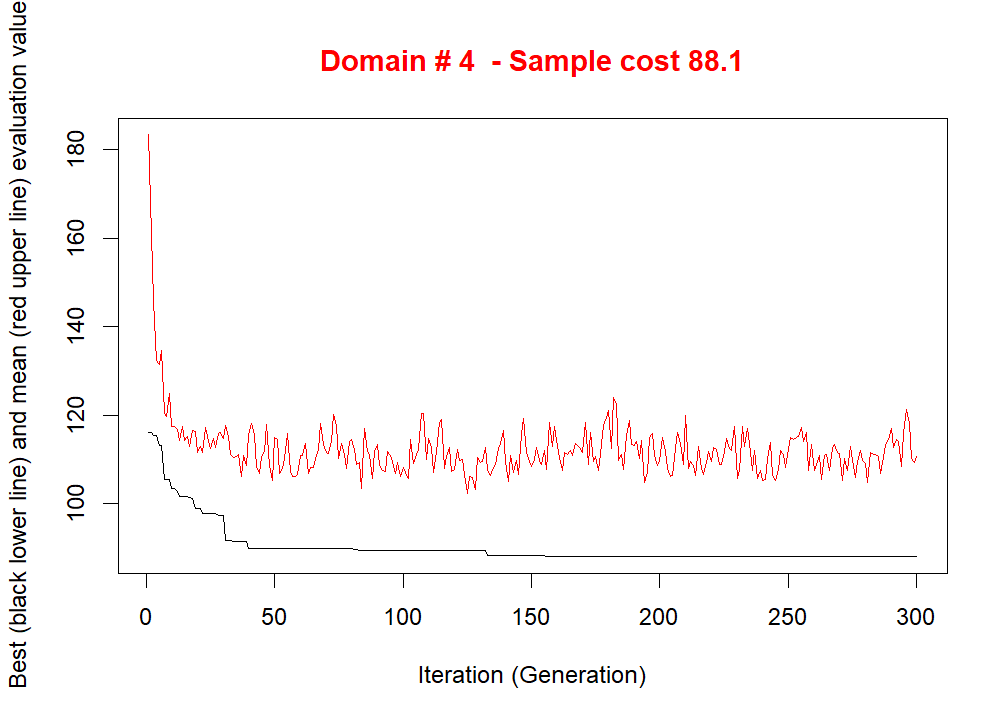 Domain # 4  - Sample cost 88.1
Best (black lower line) and mean (red upper line) evaluation value
180
160
140
120
100
0 50 100 150 200 250 300
Iteration (Generation)